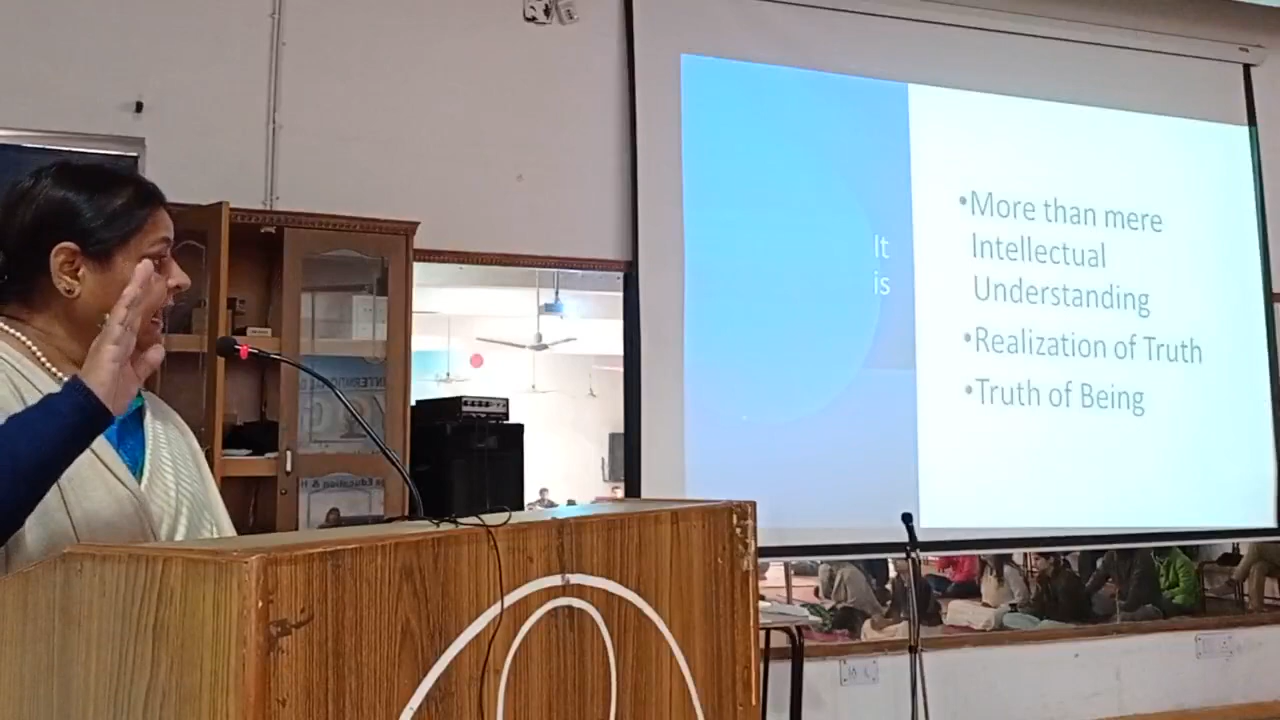 It
is
•More than mere
Intellectual
Understanding
•Realization of Truth
•Truth of Being